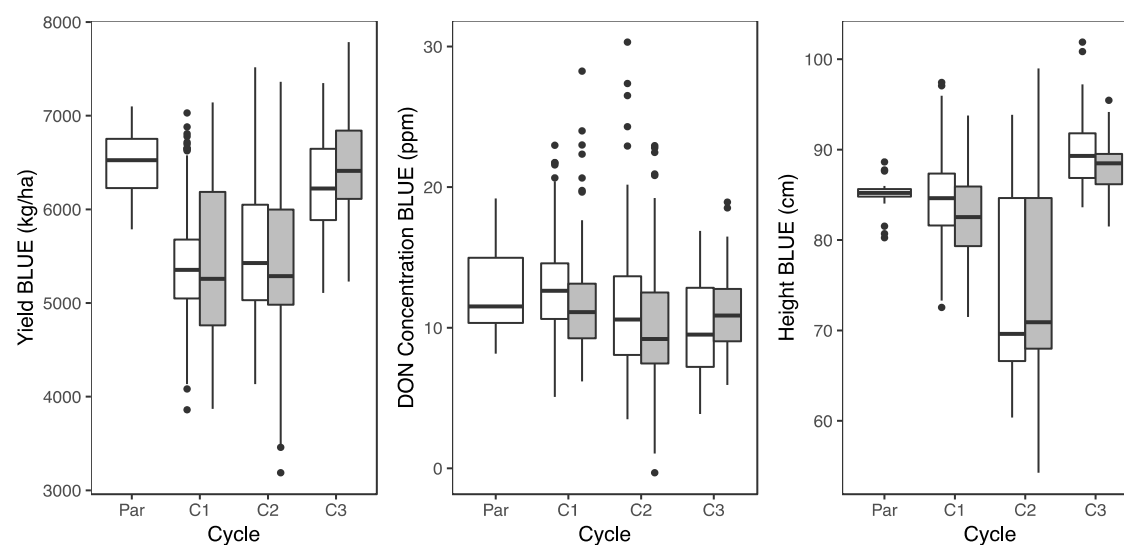 Yield BLUE (kg/ha)
8000
7000
6000
5000
4000
3000
Par C1 C2 C3
Cycle
DON Concentration BLUE (ppm)
30
20
10
0
Par C1 C2 C3
Cycle
Height BLUE (cm)
100
90
80
70
60
Par C1 C2 C3
Cycle